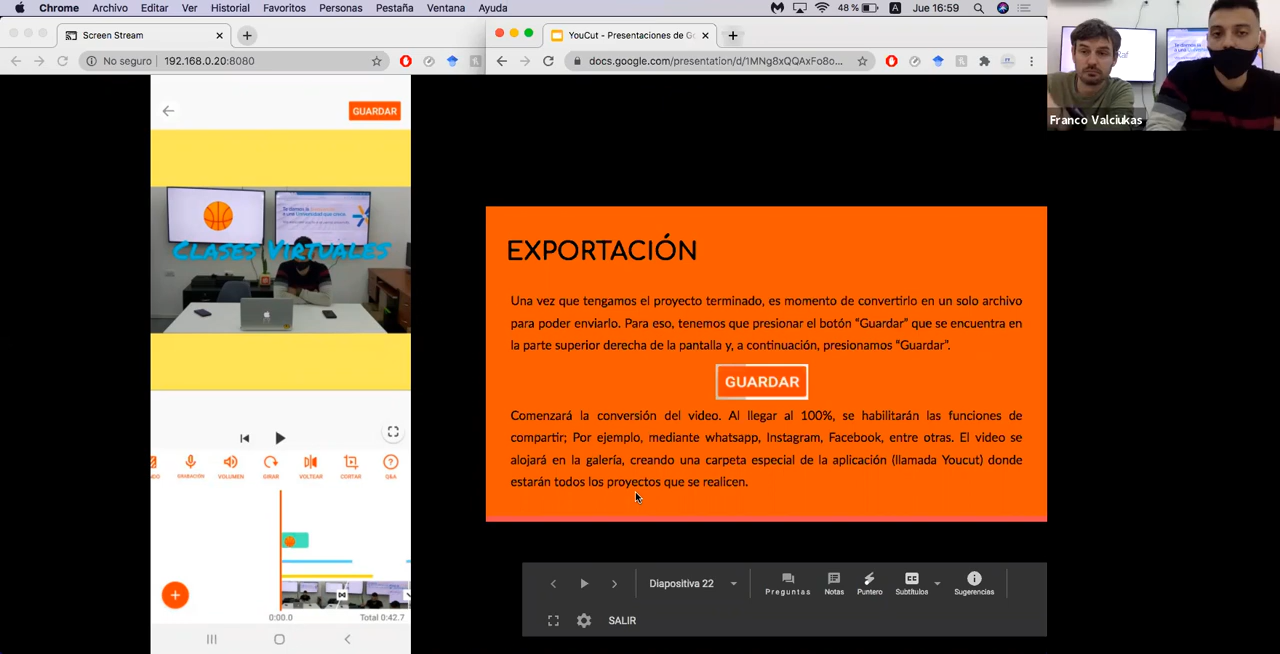 Chrome Archivo Editar Ver Historial Favoritos Personas Pestaña Ventana Ayuda
48 % A Jue 16:59
Screen Stream
YouCut - Presentaciones de Go
No seguro 192.168.0.20:8080
docs.google.com/presentation/d/1MNg8xQQAxFo8o...
Franco Valciukas
GUARDAR
Clases Virtuales
GRABACIÓN VOLUMEN GIRAR VOLTEAR CORTAR Q&A
0:00.0 Total 0:42.7
EXPORTACIÓN
Una vez que tengamos el proyecto terminado, es momento de convertirlo en un solo archivo
para poder enviarlo. Para eso, tenemos que presionar el botón “Guardar” que se encuentra en
la parte superior derecha de la pantalla y, a continuación, presionamos “Guardar”.
GUARDAR
Comenzará la conversión del video. Al llegar al 100%, se habilitarán las funciones de
compartir; Por ejemplo, mediante whatsapp, Instagram, Facebook, entre otras. El video se
alojará en la galería, creando una carpeta especial de la aplicación (llamada Youcut) donde
estarán todos los proyectos que se realicen.
Diapositiva 22
Preguntas Notas Puntero Subtítulos Sugerencias
SALIR